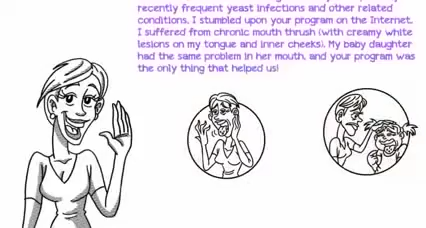 recently frequent yeast infections and other related
conditions. I stumbled upon your program on the Internet.
I suffered from chronic mouth thrush (with creamy white
lesions on my tongue and inner cheeks). My baby daughter
had the same problem in her mouth, and your program was
the only thing that helped us!